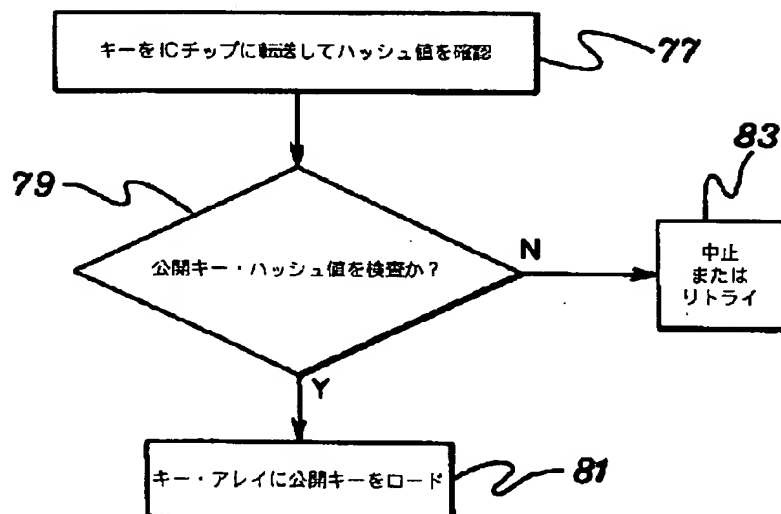 キーをICチップに転送してハッシュ値を確認
77
79
公開キー・ハッシュ値を検査か？
N
83
中止
または
リトライ
Y
キー・アレイに公開キーをロード
81